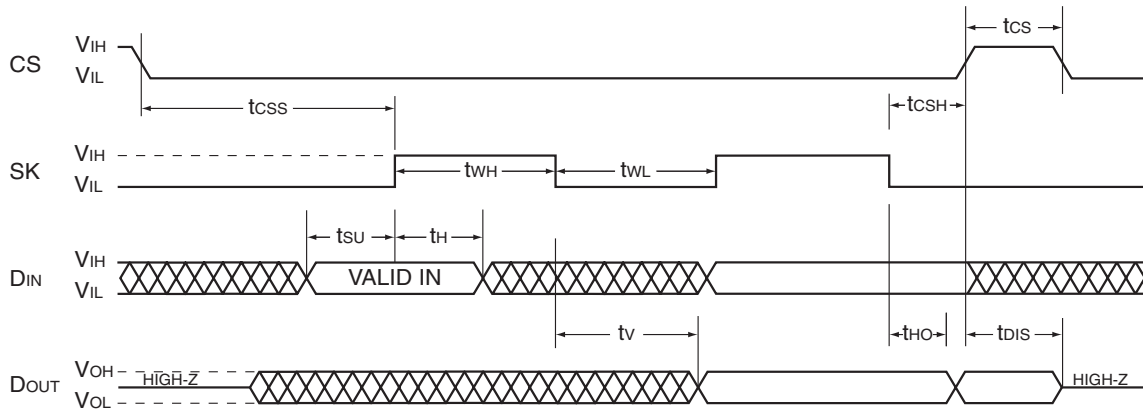 VIH
CS
VIL
tCS
tCSS
tCSH
VIH
SK
VIL
tWH
tWL
tSU
tH
VIH
DIN
VIL
VALID IN
tV
tHO
tDIS
VOH
DOUT
HIGH-Z
VOL
HIGH-Z